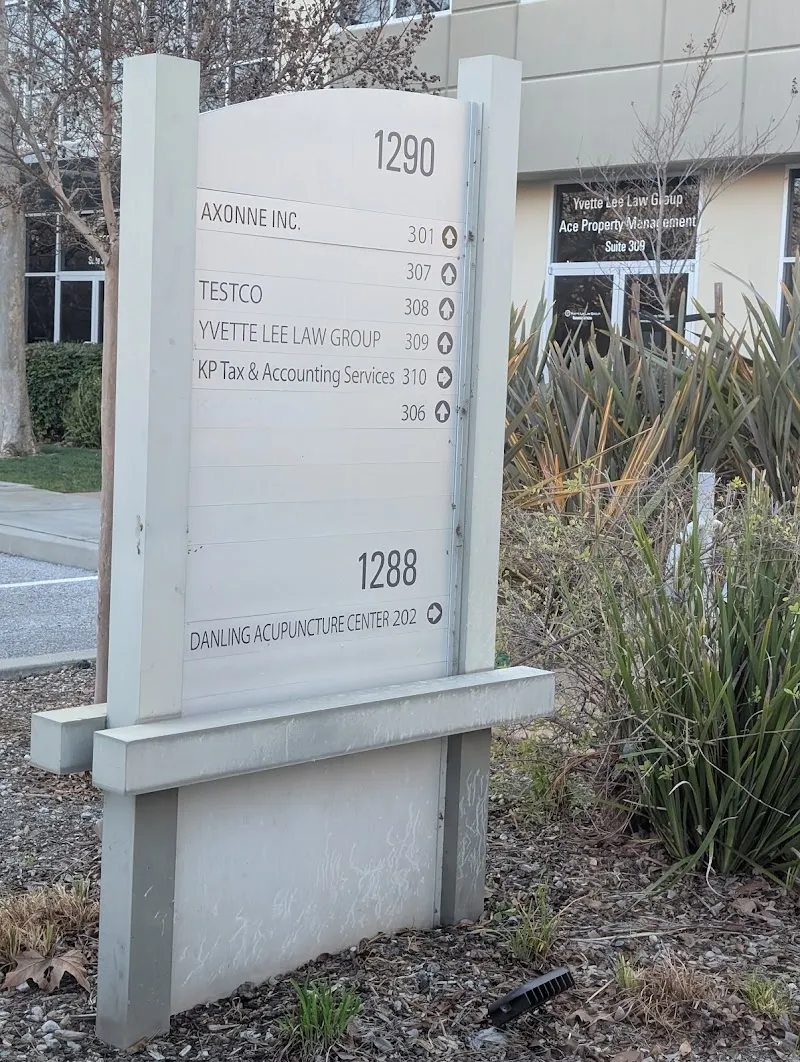 1290
AXONNE INC. 301
307
TESTCO 308
YVETTE LEE LAW GROUP 309
KP Tax & Accounting Services 310
306
1288
DANLING ACUPUNCTURE CENTER 202
Yvette Lee Law Group
Ace Property Management
Suite 309